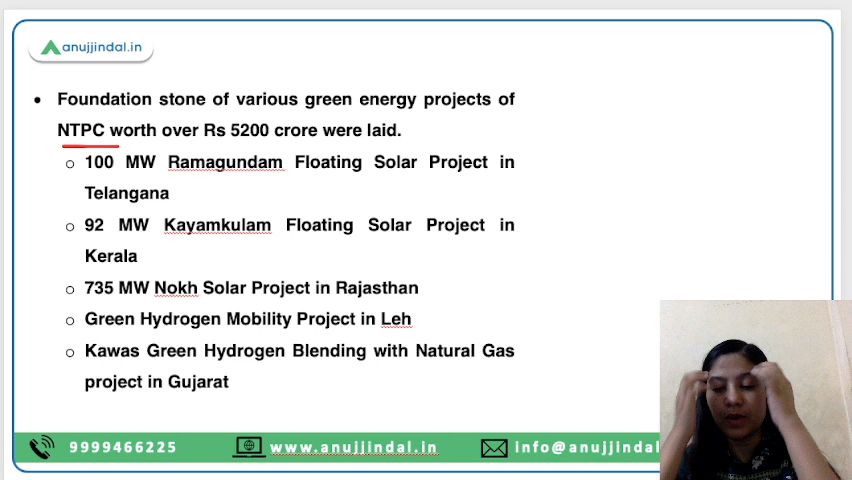 anujjindal.in
• Foundation stone of various green energy projects of
NTPC worth over Rs 5200 crore were laid.
o 100 MW Ramagundam Floating Solar Project in
Telangana
o 92 MW Kayamkulam Floating Solar Project in
Kerala
o 735 MW Nokh Solar Project in Rajasthan
o Green Hydrogen Mobility Project in Leh
o Kawas Green Hydrogen Blending with Natural Gas
project in Gujarat
9999466225 www.anujjindal.in info@anujjindal